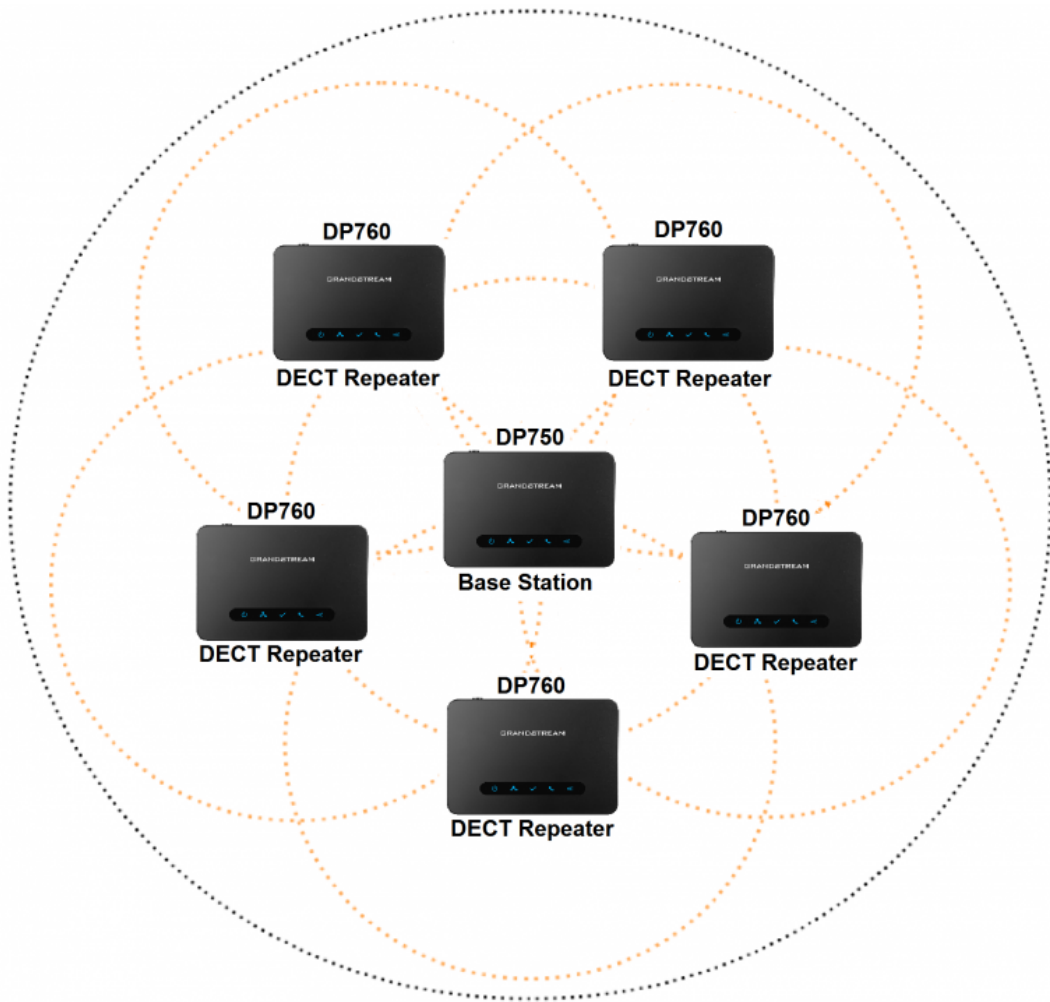 DP760
GRANDSTREAM
DECT Repeater
DP760
GRANDSTREAM
DECT Repeater
DP750
GRANDSTREAM
Base Station
DP760
GRANDSTREAM
DECT Repeater
DP760
GRANDSTREAM
DECT Repeater
DP760
GRANDSTREAM
DECT Repeater